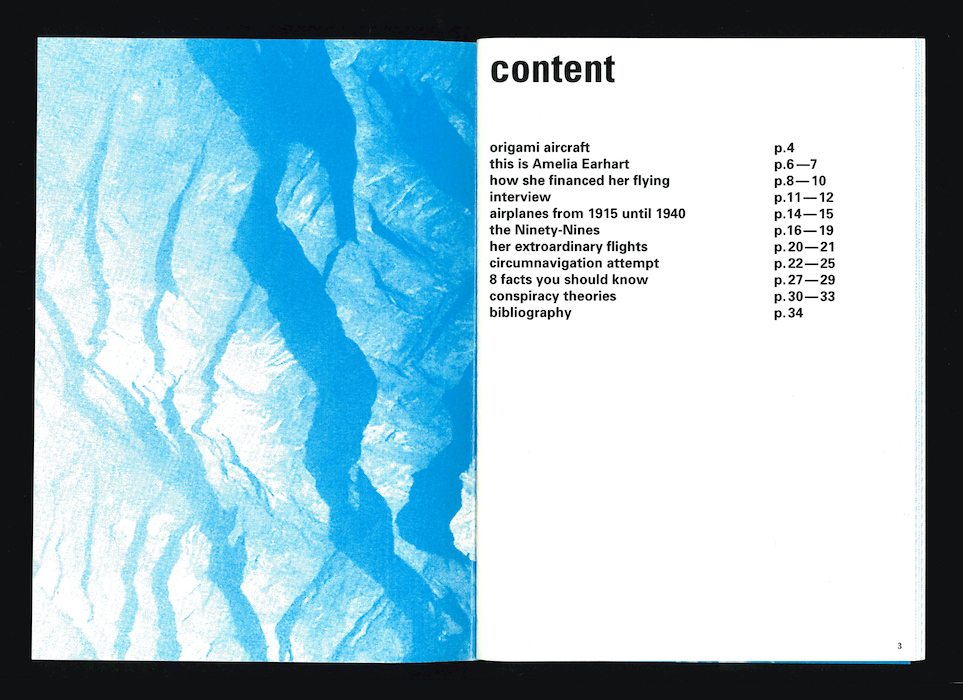 content
origami aircraft p.4
this is Amelia Earhart p.6—7
how she financed her flying p.8—10
interview p.11—12
airplanes from 1915 until 1940 p.14—15
the Ninety-Nines p.16—19
her extroardinary flights p.20—21
circumnavigation attempt p.22—25
8 facts you should know p.27—29
conspiracy theories p.30—33
bibliography p.34
3